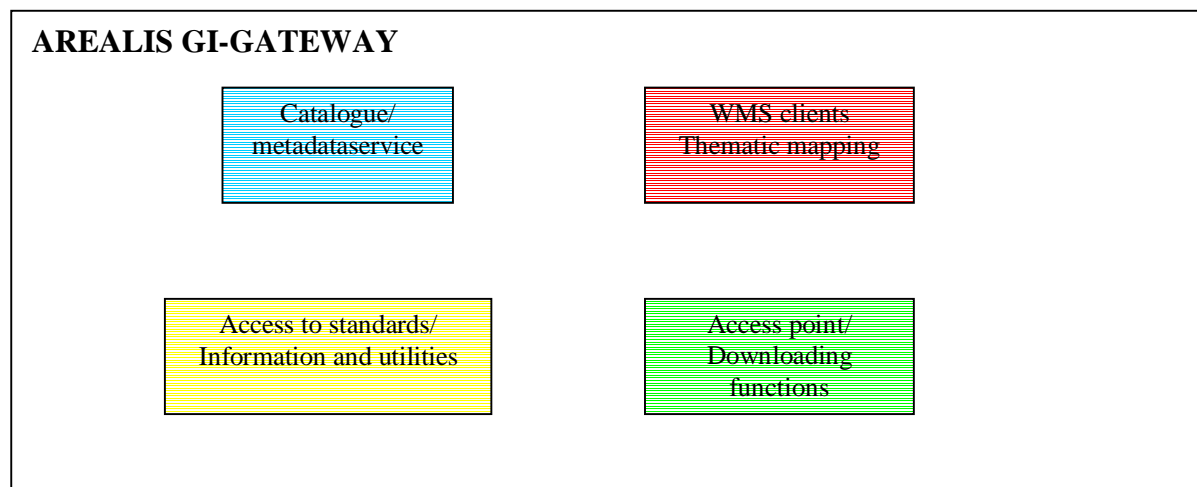 AREALIS GI-GATEWAY
Catalogue/
metadataservice
WMS clients
Thematic mapping
Access to standards/
Information and utilities
Access point/
Downloading
functions